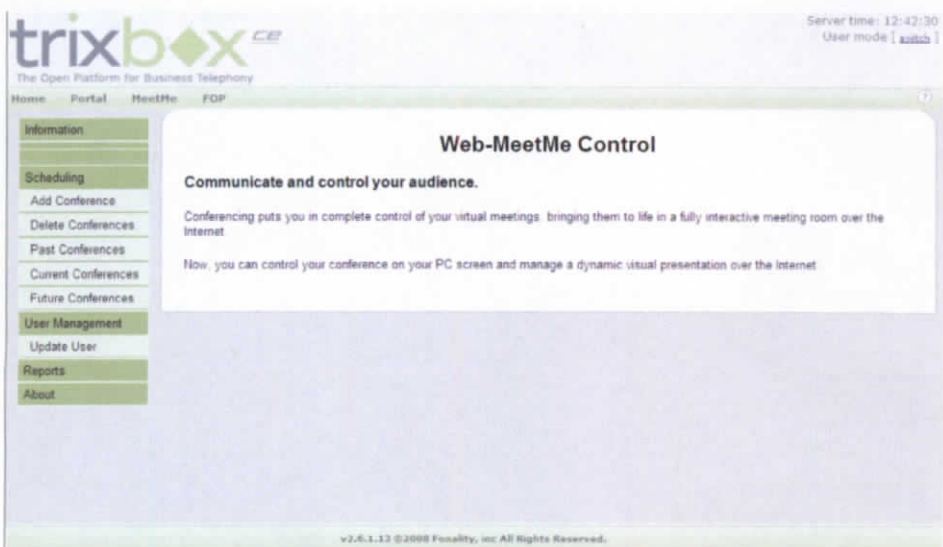 trixbox CE
The Open Platform for Business Telephony
Server time: 12:42:30
User mode [ switch ]
Home Portal MeetMe FOP
?
Information
Scheduling
Add Conference
Delete Conferences
Past Conferences
Current Conferences
Future Conferences
User Management
Update User
Reports
About
Web-MeetMe Control
Communicate and control your audience.
Conferencing puts you in complete control of your virtual meetings, bringing them to life in a fully interactive meeting room over the
Internet
Now, you can control your conference on your PC screen and manage a dynamic visual presentation over the Internet
v2.6.1.13 ©2008 Fonality, inc All Rights Reserved.